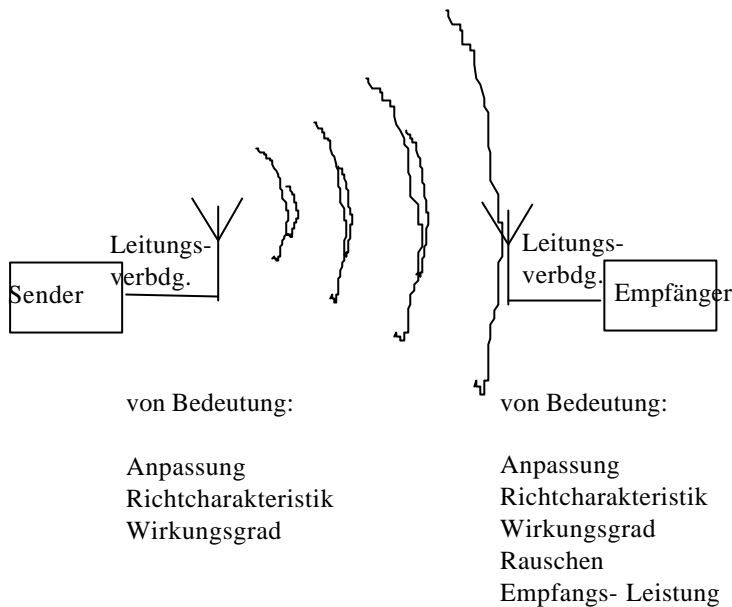 Leitungs-
verbdg.
Sender
Leitungs-
verbdg.
Empfänger
von Bedeutung:
Anpassung
Richtcharakteristik
Wirkungsgrad
von Bedeutung:
Anpassung
Richtcharakteristik
Wirkungsgrad
Rauschen
Empfangs- Leistung